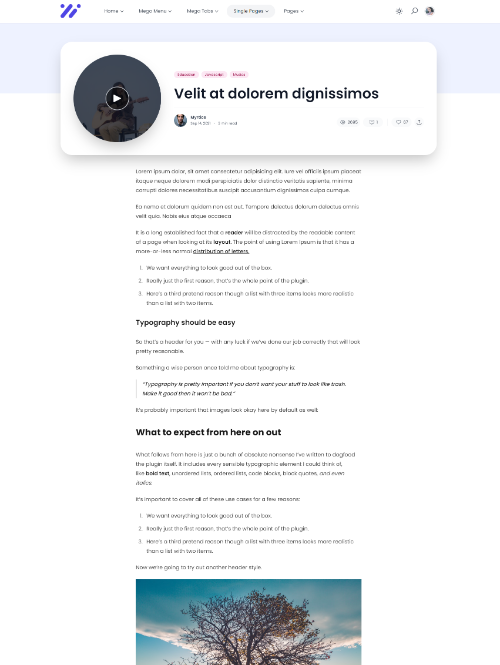 Home
Mega Menu
Mega Tabs
Single Pages
Pages
Education
Javascript
Modias
Velit at dolorem dignissimos
Myrtice
3 min read
3895
1
37
Lorem ipsum dolor, sit amet consectetur adipisicing elit. Iure vel officiis ipsum placeat
itaque neque dolorem modi perspiciatis dolor distinctio veritatis sapiente, minima
corrupti dolores necessitatibus suscipit accusantium dignissimos culpa cumque.
Ea name et dolorum quidem non est aut. Tempore delectus dolorum delectus omnis
velit quia. Nobis eius atque occaeca
It is a long established fact that a reader will be distracted by the readable content
of a page when looking at its layout. The point of using Lorem Ipsum is that it has a
more-or-less normal distribution of letters.
1. We want everything to look good out of the box.
2. Really just the first reason, that's the whole point of the plugin.
3. Here's a third pretend reason though a list with three items looks more realistic
than a list with two items.
Typography should be easy
So that's a header for you — with any luck if we've done our job correctly that will look
pretty reasonable.
Something a wise person once told me about typography is:
"Typography is pretty important if you don't want your stuff to look like trash.
Make it good then it won't be bad."
It's probably important that images look okay here by default as well:
What to expect from here on out
What follows from here is just a bunch of absolute nonsense I've written to dogfood
the plugin itself. It includes every sensible typographic element I could think of,
like bold text, unordered lists, ordered lists, code blocks, block quotes, and even
italics.
It's important to cover all of these use cases for a few reasons:
1. We want everything to look good out of the box.
2. Really just the first reason, that's the whole point of the plugin.
3. Here's a third pretend reason though a list with three items looks more realistic
than a list with two items.
Now we're going to try out another header style.